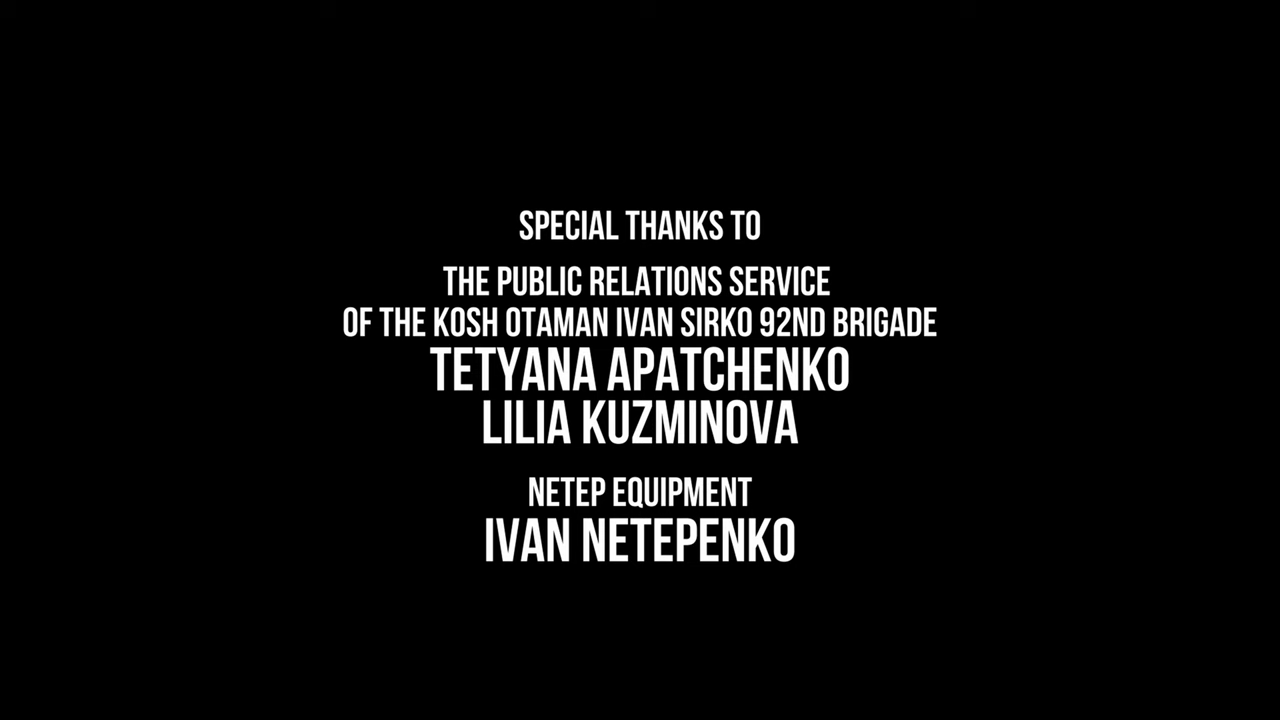 SPECIAL THANKS TO
THE PUBLIC RELATIONS SERVICE
OF THE KOSH OTAMAN IVAN SIRKO 92ND BRIGADE
TETYANA APATCHENKO
LILIA KUZMINOVA
NETEP EQUIPMENT
IVAN NETEPENKO